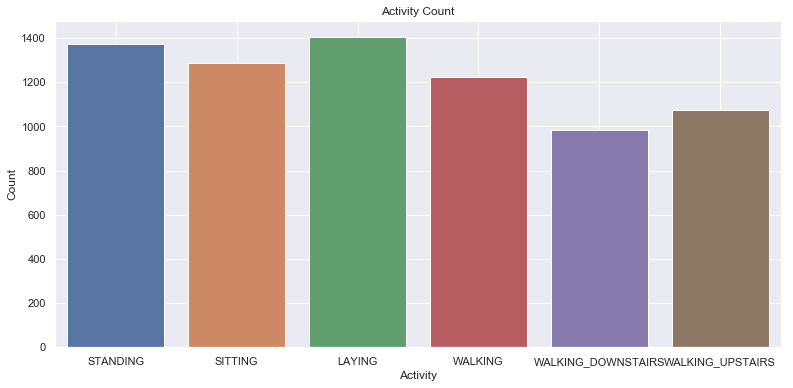 Activity Count
1400
1200
1000
800
600
400
200
0
Count
STANDING SITTING LAYING WALKING WALKING_DOWNSTAIRS WALKING_UPSTAIRS
Activity